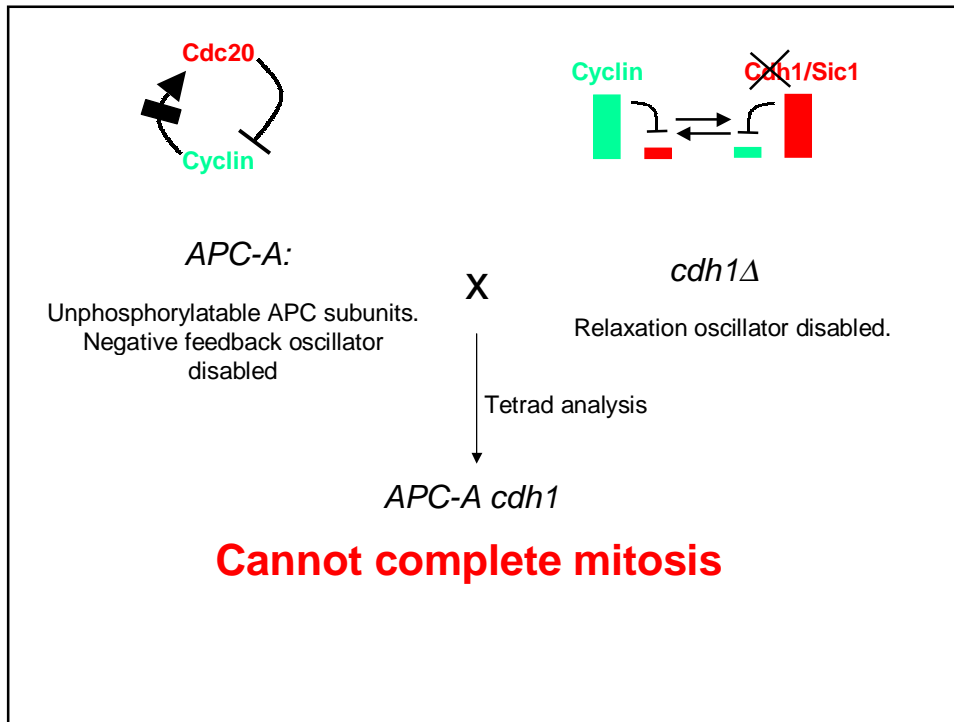 Cdc20
Cyclin
Cyclin
Cdh1/Sic1
APC-A:
Unphosphorylatable APC subunits.
Negative feedback oscillator
disabled
X
cdh1Δ
Relaxation oscillator disabled.
Tetrad analysis
APC-A cdh1
Cannot complete mitosis